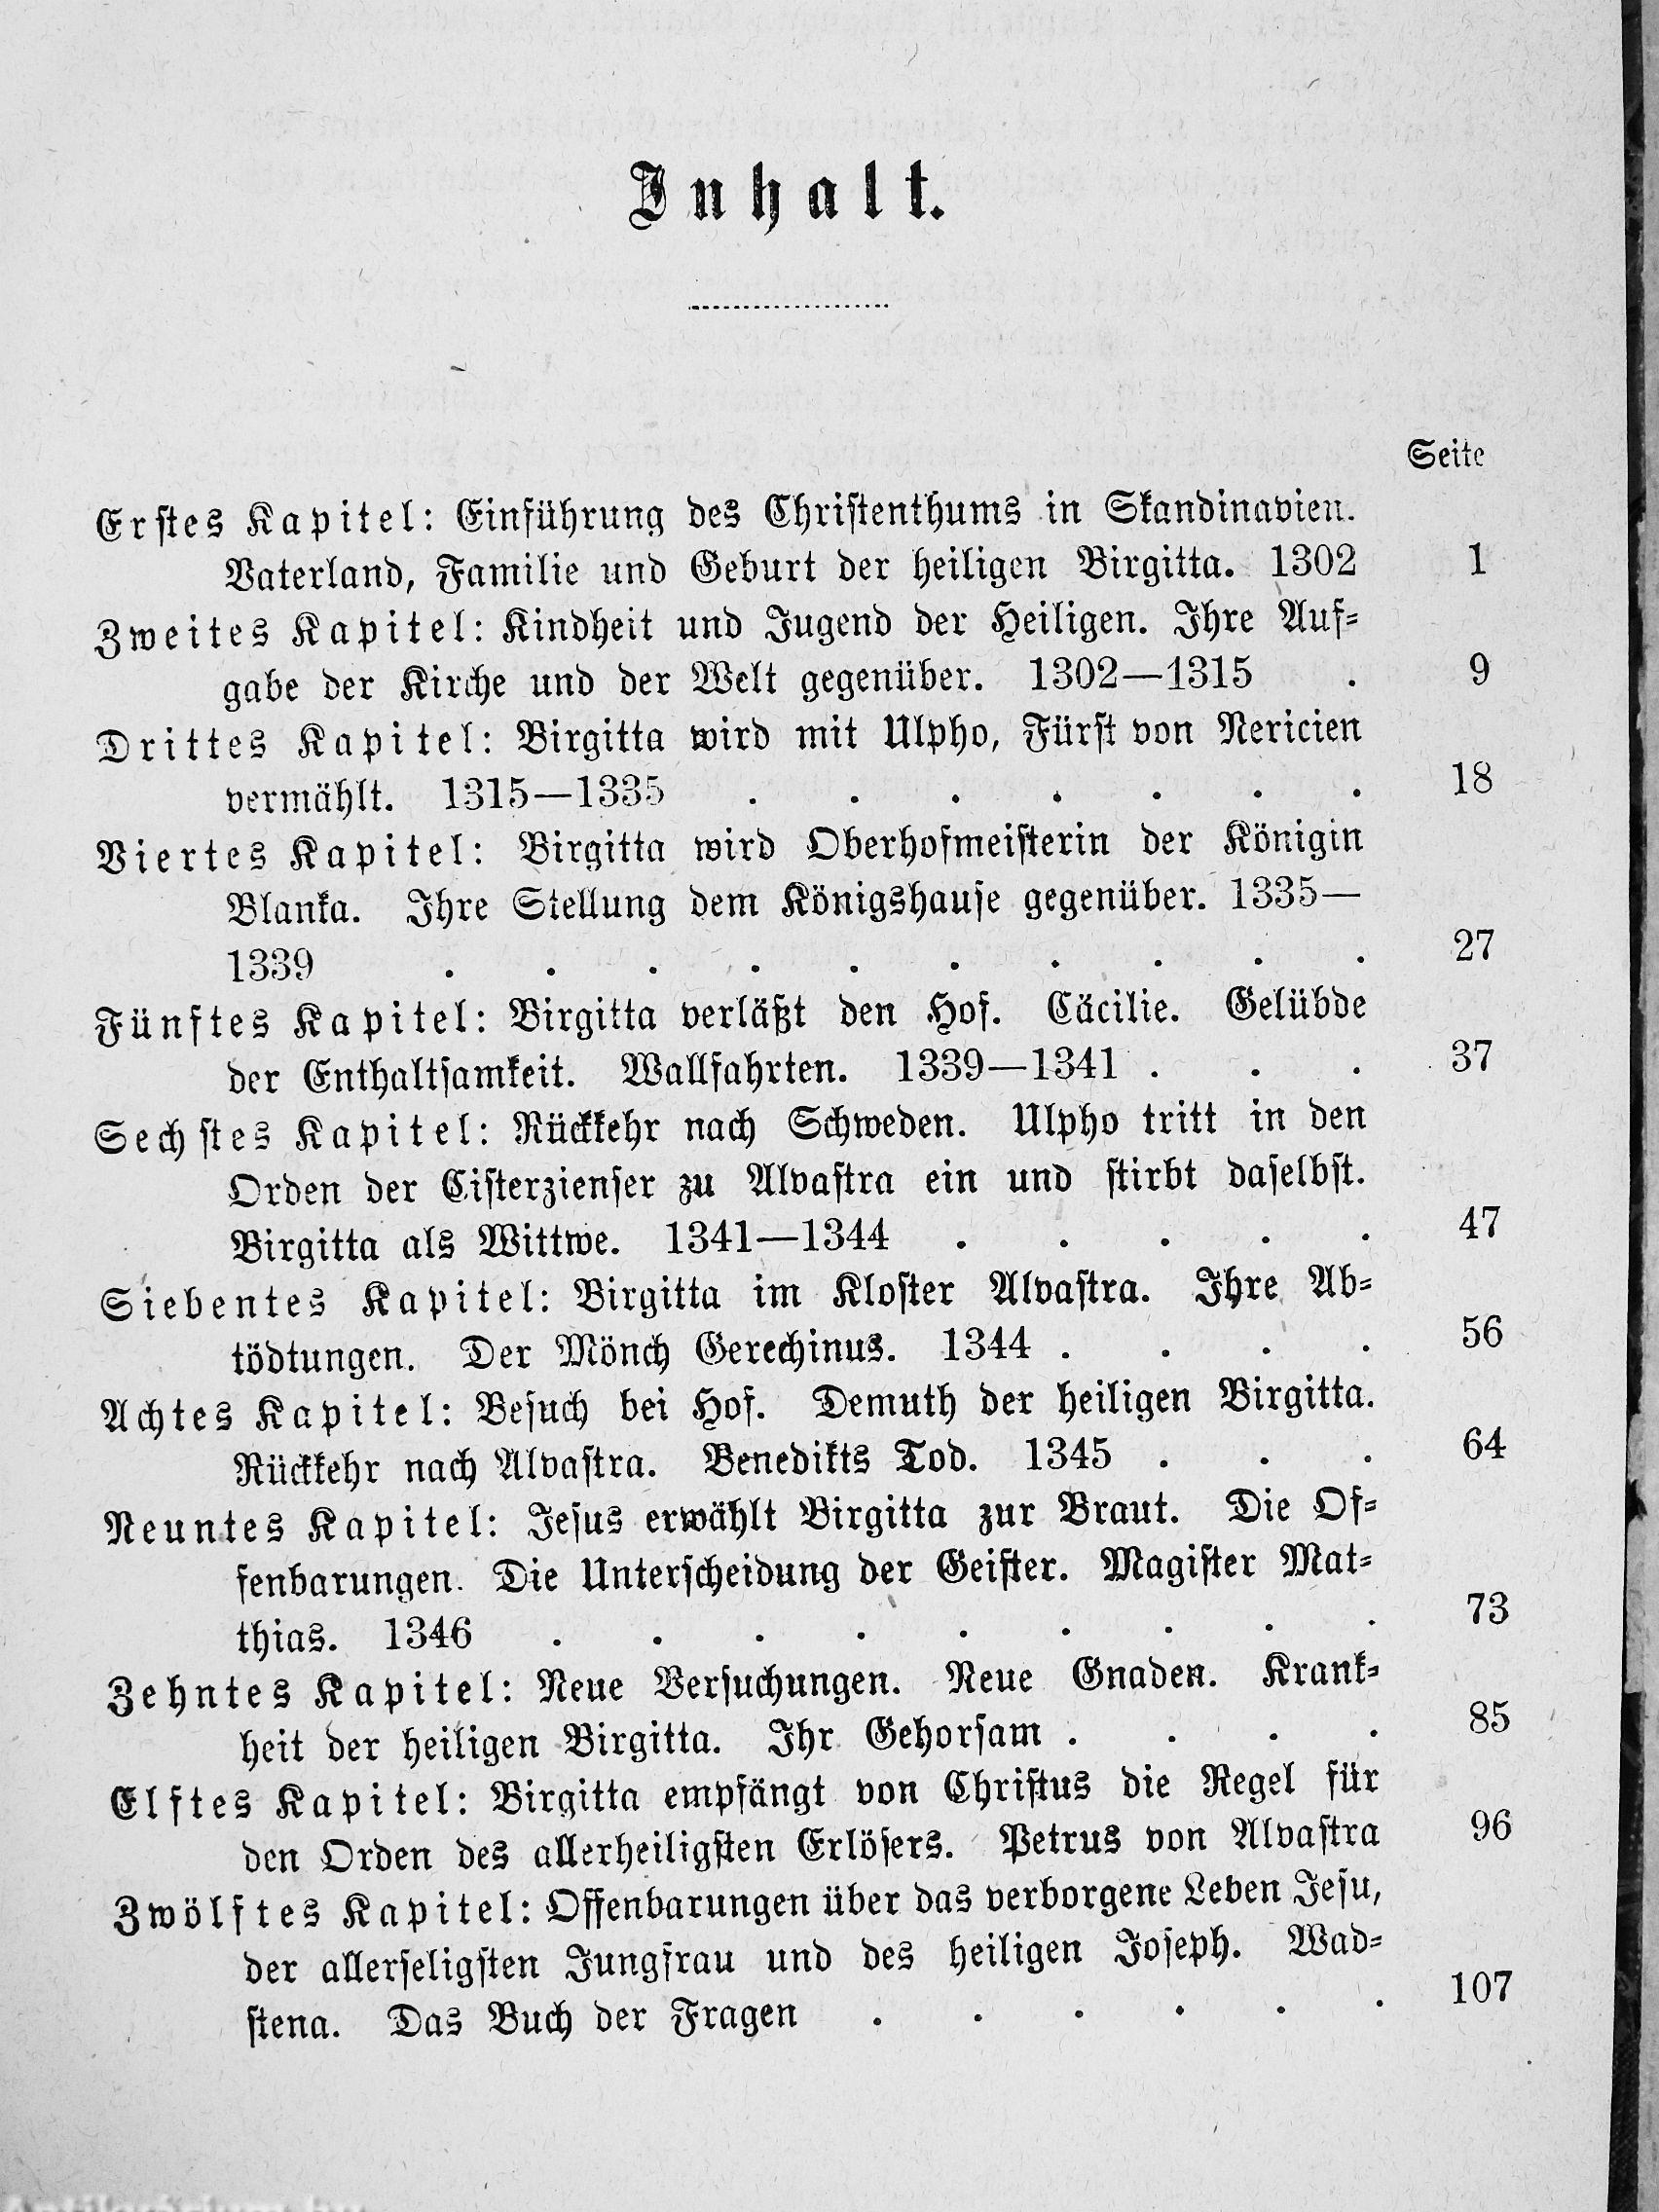 Inhalt.
Seite
Erstes Kapitel: Einführung des Christenthums in Skandinavien.
Vaterland, Familie und Geburt der heiligen Birgitta. 1302 1
Zweites Kapitel: Kindheit und Jugend der Heiligen. Ihre Auf-
gabe der Kirche und der Welt gegenüber. 1302—1315 . 9
Drittes Kapitel: Birgitta wird mit Ulpho, Fürst von Nericien
vermählt. 1315—1335 . . . . . . . 18
Viertes Kapitel: Birgitta wird Oberhofmeisterin der Königin
Blanka. Ihre Stellung dem Königshause gegenüber. 1335—
1339 . . . . . . . . . . 27
Fünftes Kapitel: Birgitta verläßt den Hof. Cäcilie. Gelübde
der Enthaltsamkeit. Wallfahrten. 1339—1341 . . . 37
Sechstes Kapitel: Rückkehr nach Schweden. Ulpho tritt in den
Orden der Cisterzienser zu Alvastra ein und stirbt daselbst.
Birgitta als Wittwe. 1341—1344 . . . . . 47
Siebentes Kapitel: Birgitta im Kloster Alvastra. Ihre Ab-
tödtungen. Der Mönch Gerechinus. 1344 . . . . 56
Achtes Kapitel: Besuch bei Hof. Demuth der heiligen Birgitta.
Rückkehr nach Alvastra. Benedikts Tod. 1345 . . . 64
Neuntes Kapitel: Jesus erwählt Birgitta zur Braut. Die Of-
fenbarungen. Die Unterscheidung der Geister. Magister Mat-
thias. 1346 . . . . . . . . . 73
Zehntes Kapitel: Neue Versuchungen. Neue Gnaden. Krank-
heit der heiligen Birgitta. Ihr Gehorsam . . . . 85
Elftes Kapitel: Birgitta empfängt von Christus die Regel für
den Orden des allerheiligsten Erlösers. Petrus von Alvastra 96
Zwölftes Kapitel: Offenbarungen über das verborgene Leben Jesu,
der allerseligsten Jungfrau und des heiligen Joseph. Wad-
stena. Das Buch der Fragen . . . . . . 107